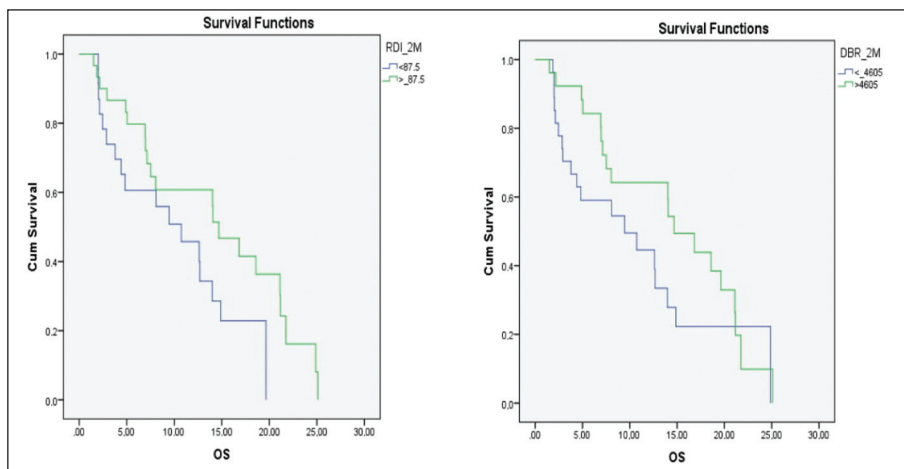 Survival Functions
RDI_2M
<87.5
>_87.5
1.0
0.8
0.6
0.4
0.2
0.0
Cum Survival
.00 5.00 10.00 15.00 20.00 25.00 30.00
OS
Survival Functions
DBR_2M
<_4605
>4605
1.0
0.8
0.6
0.4
0.2
0.0
Cum Survival
.00 5.00 10.00 15.00 20.00 25.00 30.00
OS